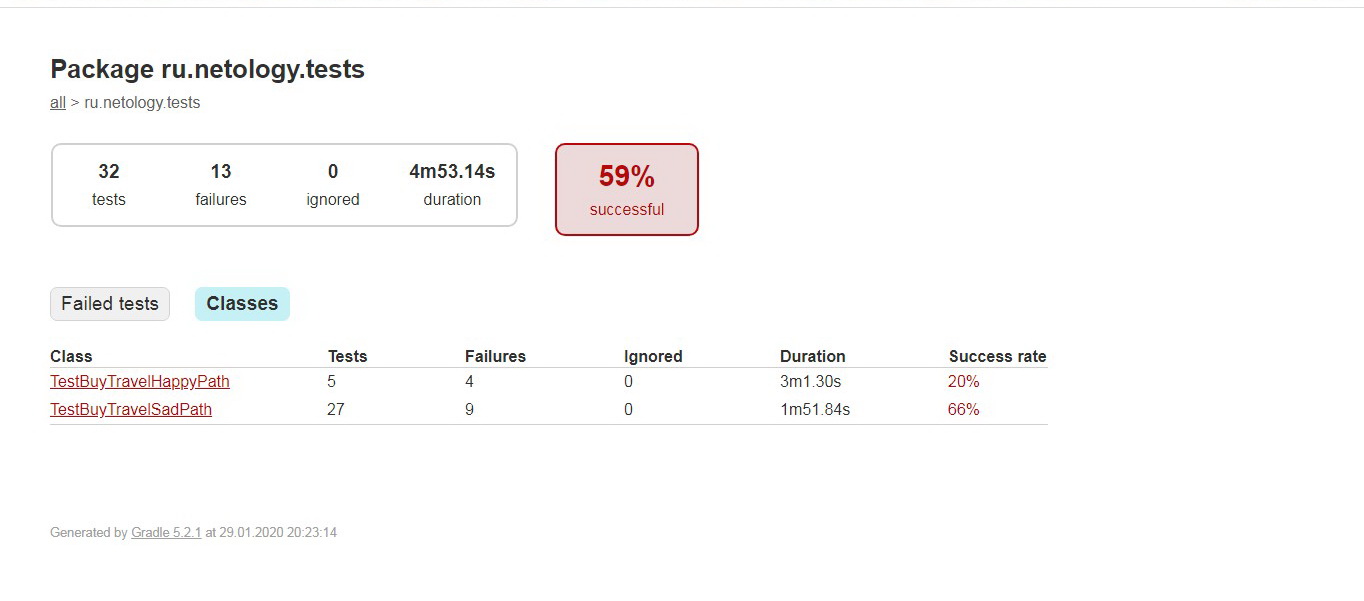 Package ru.netology.tests
all > ru.netology.tests
32 13 0 4m53.14s
tests failures ignored duration
59%
successful
Failed tests Classes
Class Tests Failures Ignored Duration Success rate
TestBuyTravelHappyPath 5 4 0 3m1.30s 20%
TestBuyTravelSadPath 27 9 0 1m51.84s 66%
Generated by Gradle 5.2.1 at 29.01.2020 20:23:14